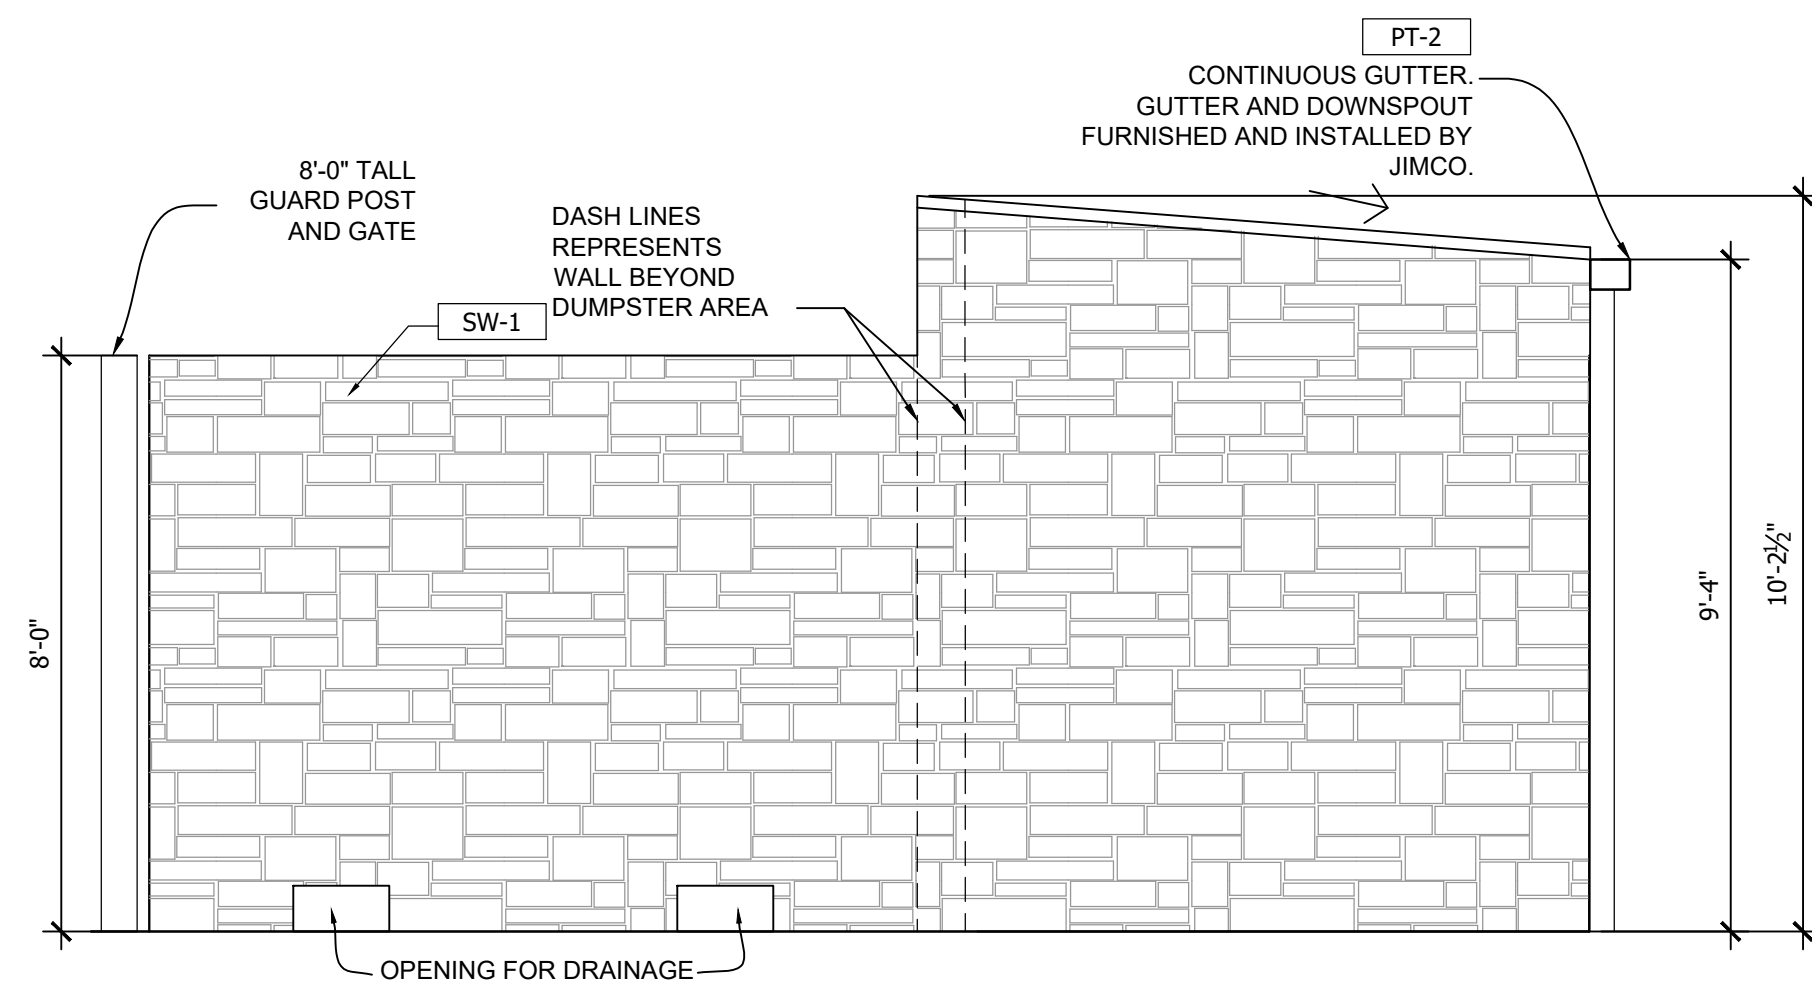 PT-2
CONTINUOUS GUTTER.
GUTTER AND DOWNSPOUT
FURNISHED AND INSTALLED BY
JIMCO.
8'-0" TALL
GUARD POST
AND GATE
DASH LINES
REPRESENTS
WALL BEYOND
DUMPSTER AREA
SW-1
8'-0"
9'-4"
10'-2½"
OPENING FOR DRAINAGE